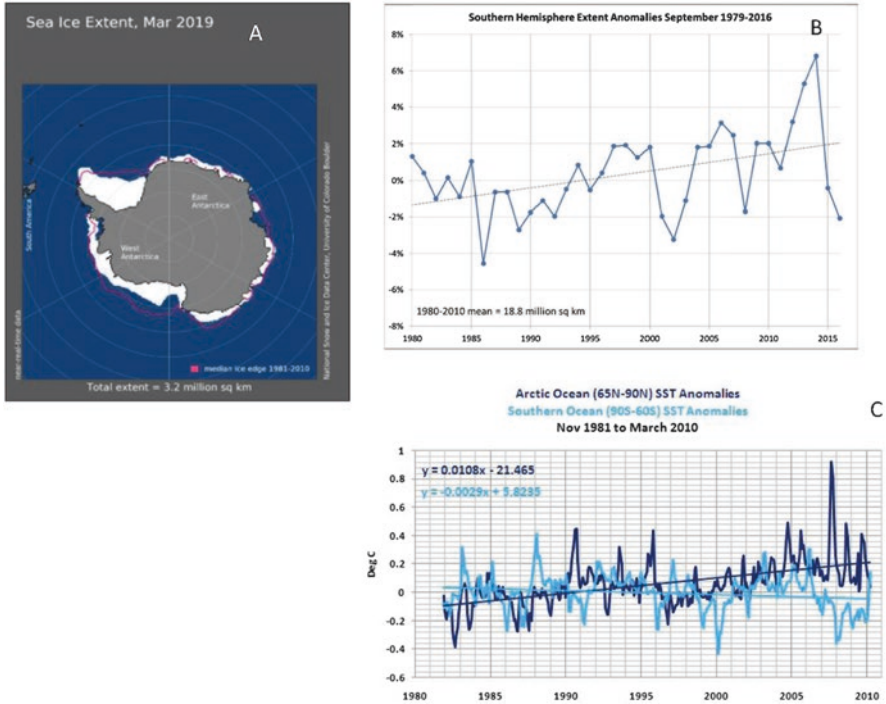 Sea Ice Extent, Mar 2019
A
South America
near-real-time data
East
Antarctica
West
Antarctica
National Snow and Ice Data Center, University of Colorado Boulder
median ice edge 1981-2010
Total extent = 3.2 million sq km
Southern Hemisphere Extent Anomalies September 1979-2016
B
8%
6%
4%
2%
0%
-2%
-4%
-6%
-8%
1980-2010 mean = 18.8 million sq km
1980 1985 1990 1995 2000 2005 2010 2015
Arctic Ocean (65N-90N) SST Anomalies
Southern Ocean (90S-60S) SST Anomalies
C
Nov 1981 to March 2010
y = 0.0108x - 21.465
y = -0.0029x + 5.8235
Deg C
1
0.8
0.6
0.4
0.2
0
-0.2
-0.4
-0.6
1980 1985 1990 1995 2000 2005 2010